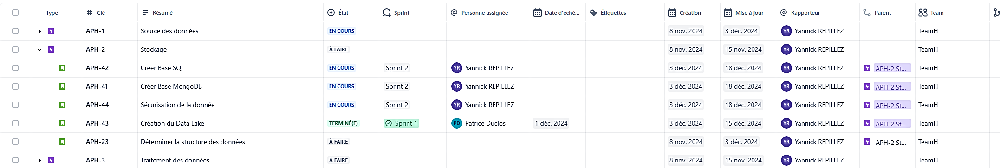 Type Clé Résumé État Sprint Personne assignée Date d'éché... Étiquettes Création Mise à jour Rapporteur Parent Team
APH-1 Source des données EN COURS 8 nov. 2024 3 déc. 2024 YR Yannick REPILLEZ TeamH
APH-2 Stockage À FAIRE 8 nov. 2024 15 nov. 2024 YR Yannick REPILLEZ TeamH
APH-42 Créer Base SQL EN COURS Sprint 2 YR Yannick REPILLEZ 3 déc. 2024 18 déc. 2024 YR Yannick REPILLEZ APH-2 St... TeamH
APH-41 Créer Base MongoDB EN COURS Sprint 2 YR Yannick REPILLEZ 3 déc. 2024 18 déc. 2024 YR Yannick REPILLEZ APH-2 St... TeamH
APH-44 Sécurisation de la donnée EN COURS Sprint 2 YR Yannick REPILLEZ 3 déc. 2024 18 déc. 2024 YR Yannick REPILLEZ APH-2 St... TeamH
APH-43 Création du Data Lake TERMINÉ(E) Sprint 1 PD Patrice Duclos 1 déc. 2024 3 déc. 2024 15 déc. 2024 YR Yannick REPILLEZ APH-2 St... TeamH
APH-23 Déterminer la structure des données À FAIRE 8 nov. 2024 3 déc. 2024 YR Yannick REPILLEZ APH-2 St... TeamH
APH-3 Traitement des données À FAIRE 8 nov. 2024 15 nov. 2024 YR Yannick REPILLEZ TeamH